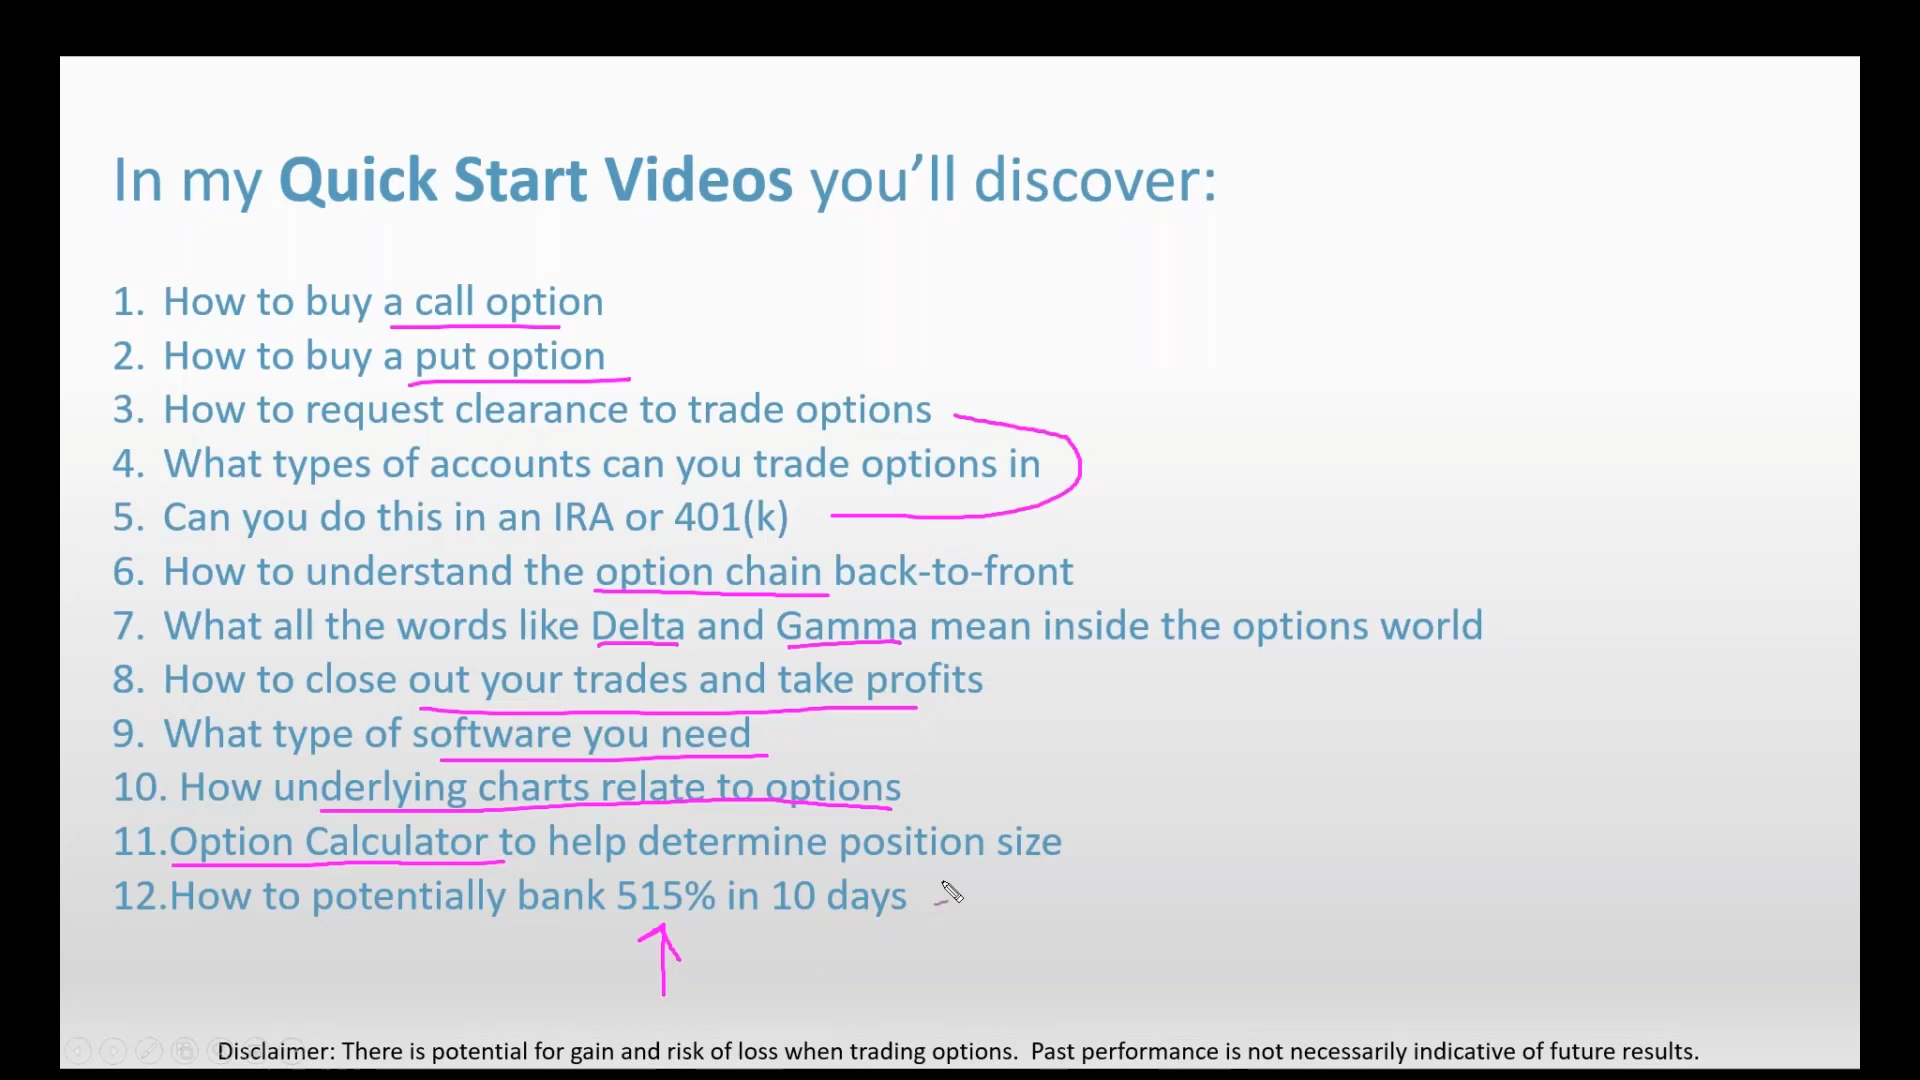 In my Quick Start Videos you’ll discover:
1. How to buy a call option
2. How to buy a put option
3. How to request clearance to trade options
4. What types of accounts can you trade options in
5. Can you do this in an IRA or 401(k)
6. How to understand the option chain back-to-front
7. What all the words like Delta and Gamma mean inside the options world
8. How to close out your trades and take profits
9. What type of software you need
10. How underlying charts relate to options
11.Option Calculator to help determine position size
12.How to potentially bank 515% in 10 days
Disclaimer: There is potential for gain and risk of loss when trading options.  Past performance is not necessarily indicative of future results.